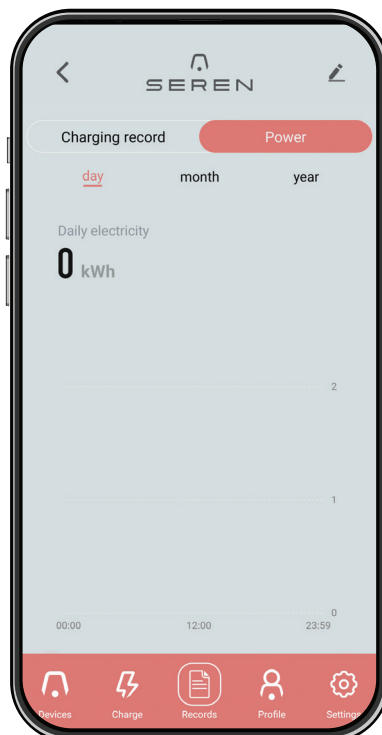 SEREN
Charging record Power
day month year
Daily electricity
0 kWh
2
1
0
00:00 12:00 23:59
Devices Charge Records Profile Settings